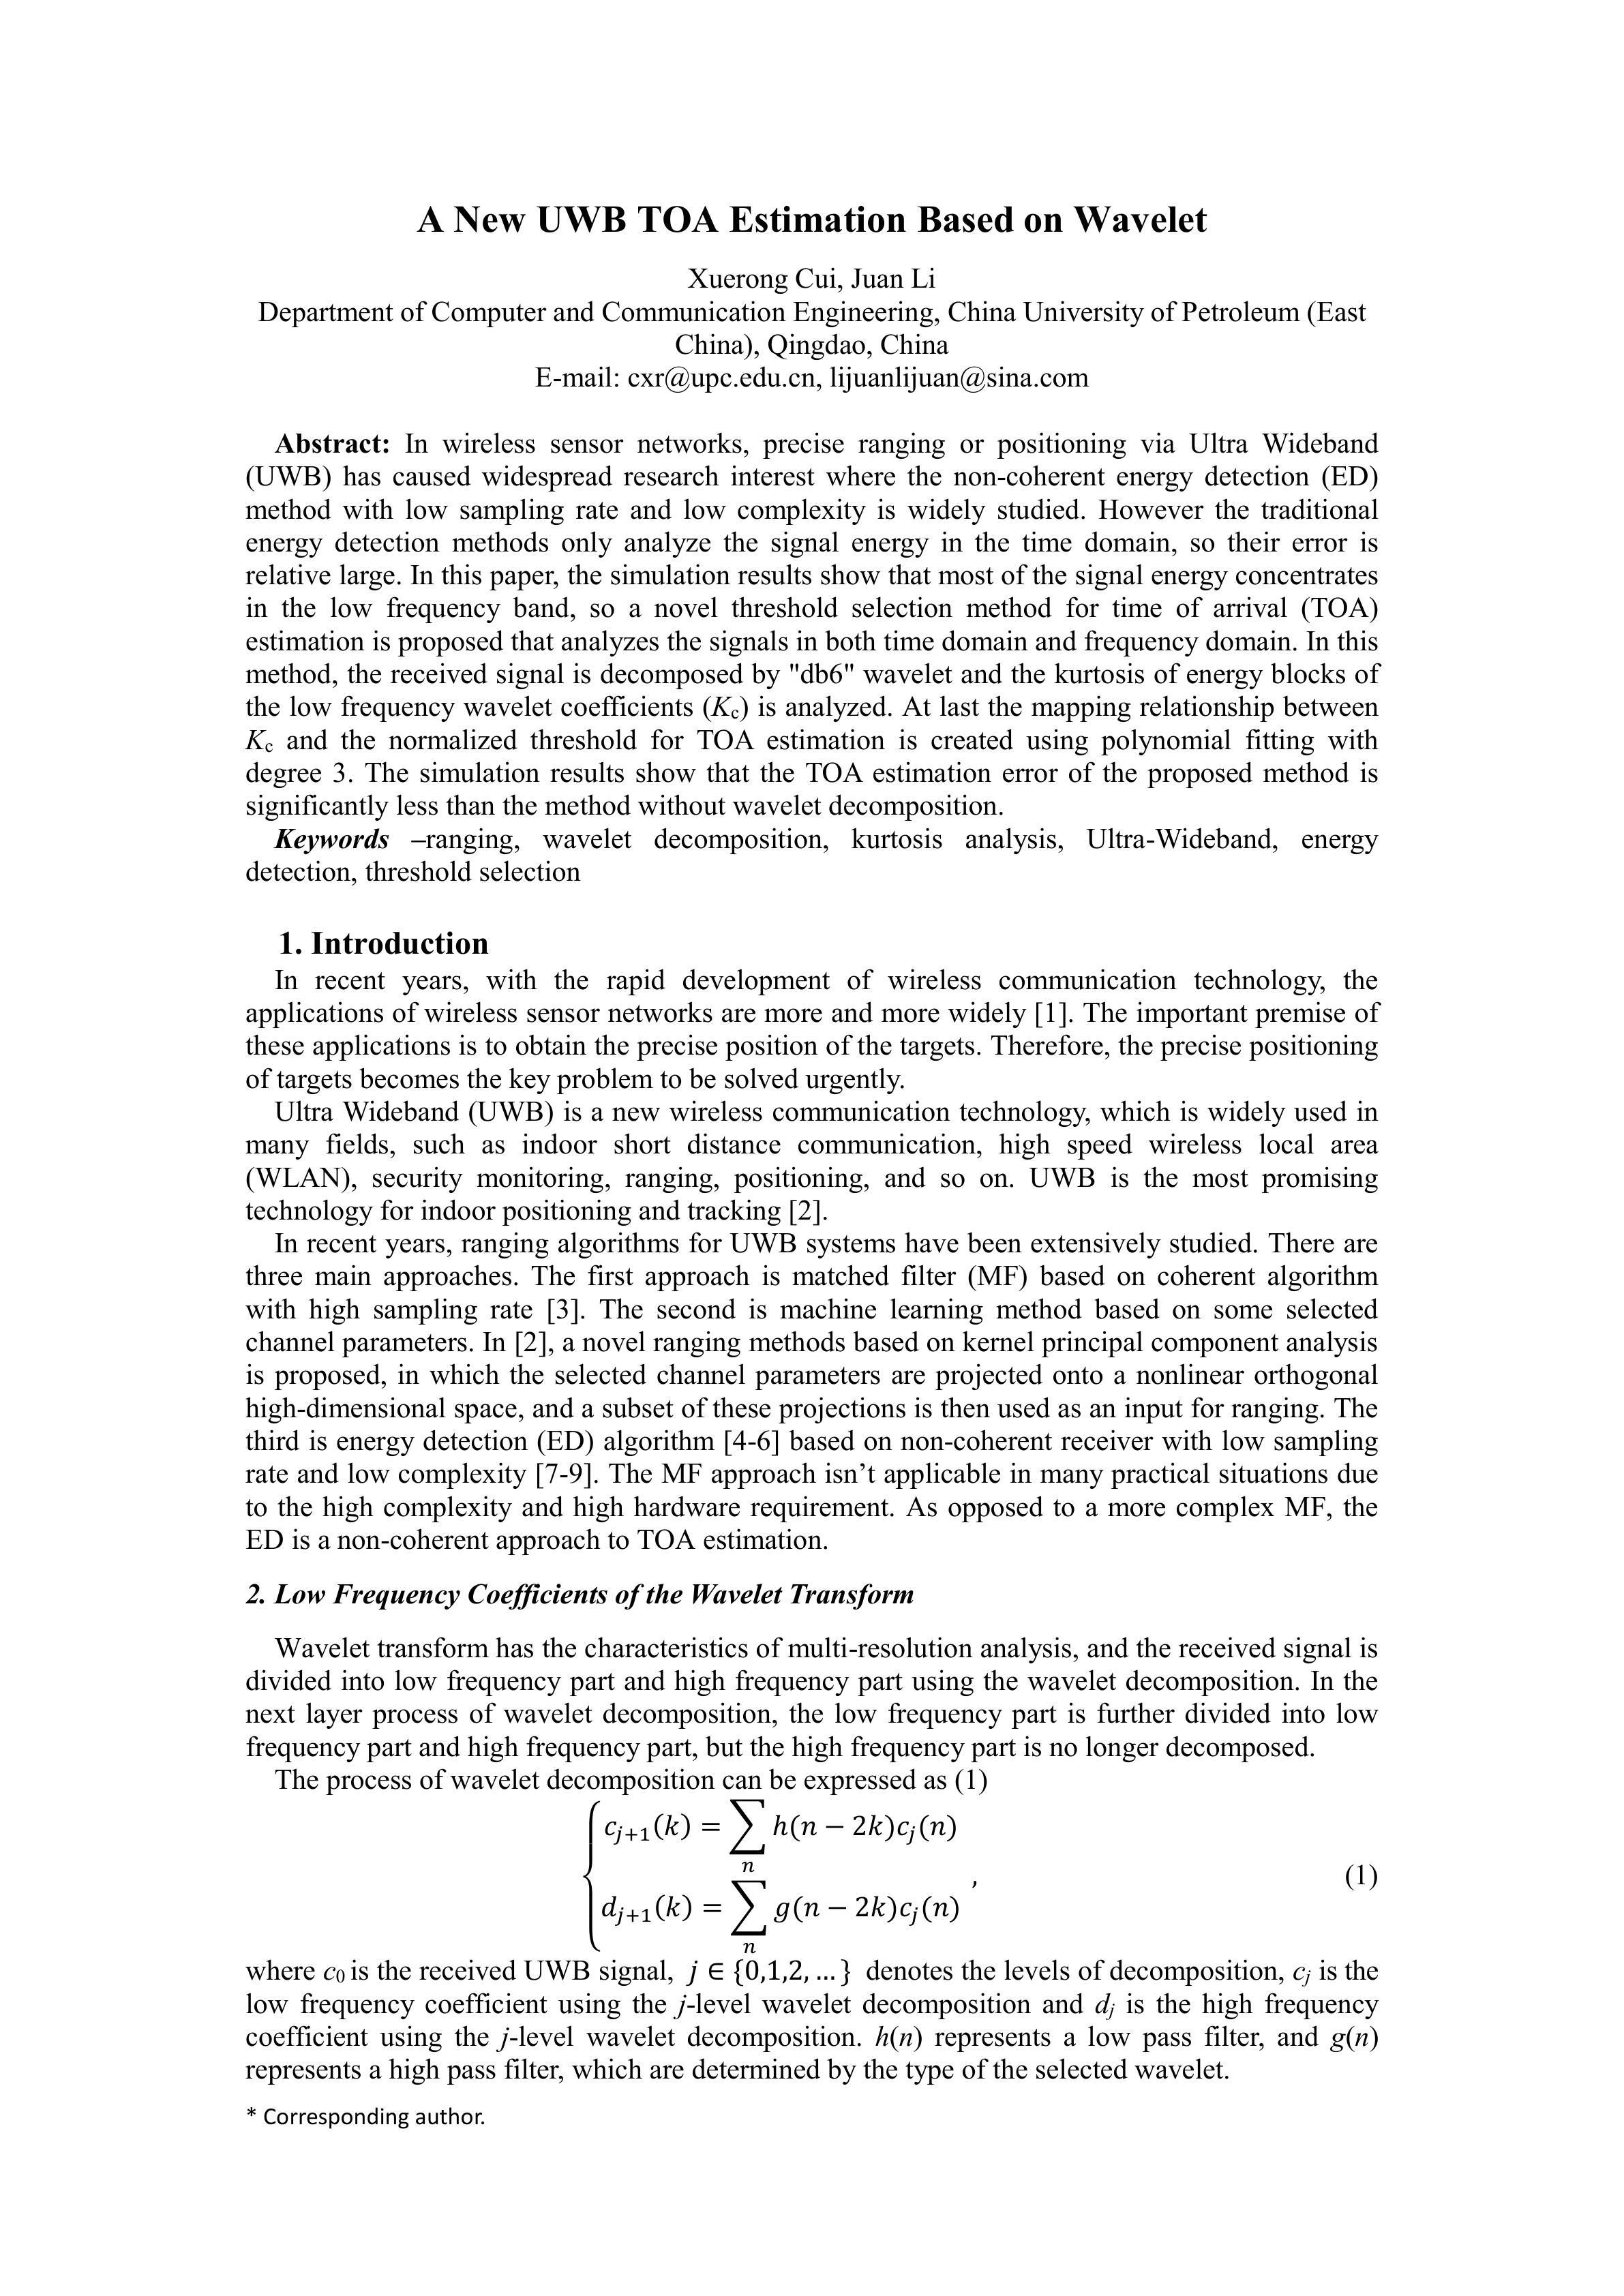 A New UWB TOA Estimation Based on Wavelet
Xuerong Cui, Juan Li
Department of Computer and Communication Engineering, China University of Petroleum (East
China), Qingdao, China
E-mail: cxr@upc.edu.cn, lijuanlijuan@sina.com
Abstract: In wireless sensor networks, precise ranging or positioning via Ultra Wideband
(UWB) has caused widespread research interest where the non-coherent energy detection (ED)
method with low sampling rate and low complexity is widely studied. However the traditional
energy detection methods only analyze the signal energy in the time domain, so their error is
relative large. In this paper, the simulation results show that most of the signal energy concentrates
in the low frequency band, so a novel threshold selection method for time of arrival (TOA)
estimation is proposed that analyzes the signals in both time domain and frequency domain. In this
method, the received signal is decomposed by "db6" wavelet and the kurtosis of energy blocks of
the low frequency wavelet coefficients (Kc) is analyzed. At last the mapping relationship between
Kc and the normalized threshold for TOA estimation is created using polynomial fitting with
degree 3. The simulation results show that the TOA estimation error of the proposed method is
significantly less than the method without wavelet decomposition.
Keywords –ranging, wavelet decomposition, kurtosis analysis, Ultra-Wideband, energy
detection, threshold selection
1. Introduction
In recent years, with the rapid development of wireless communication technology, the
applications of wireless sensor networks are more and more widely [1]. The important premise of
these applications is to obtain the precise position of the targets. Therefore, the precise positioning
of targets becomes the key problem to be solved urgently.
Ultra Wideband (UWB) is a new wireless communication technology, which is widely used in
many fields, such as indoor short distance communication, high speed wireless local area
(WLAN), security monitoring, ranging, positioning, and so on. UWB is the most promising
technology for indoor positioning and tracking [2].
In recent years, ranging algorithms for UWB systems have been extensively studied. There are
three main approaches. The first approach is matched filter (MF) based on coherent algorithm
with high sampling rate [3]. The second is machine learning method based on some selected
channel parameters. In [2], a novel ranging methods based on kernel principal component analysis
is proposed, in which the selected channel parameters are projected onto a nonlinear orthogonal
high-dimensional space, and a subset of these projections is then used as an input for ranging. The
third is energy detection (ED) algorithm [4-6] based on non-coherent receiver with low sampling
rate and low complexity [7-9]. The MF approach isn’t applicable in many practical situations due
to the high complexity and high hardware requirement. As opposed to a more complex MF, the
ED is a non-coherent approach to TOA estimation.
2. Low Frequency Coefficients of the Wavelet Transform
Wavelet transform has the characteristics of multi-resolution analysis, and the received signal is
divided into low frequency part and high frequency part using the wavelet decomposition. In the
next layer process of wavelet decomposition, the low frequency part is further divided into low
frequency part and high frequency part, but the high frequency part is no longer decomposed.
The process of wavelet decomposition can be expressed as (1)
{ c_{j+1}(k) = ∑_n h(n − 2k)c_j(n)
d_{j+1}(k) = ∑_n g(n − 2k)c_j(n) , (1)
where c0 is the received UWB signal, j ∈ {0,1,2, … } denotes the levels of decomposition, cj is the
low frequency coefficient using the j-level wavelet decomposition and dj is the high frequency
coefficient using the j-level wavelet decomposition. h(n) represents a low pass filter, and g(n)
represents a high pass filter, which are determined by the type of the selected wavelet.
* Corresponding author.